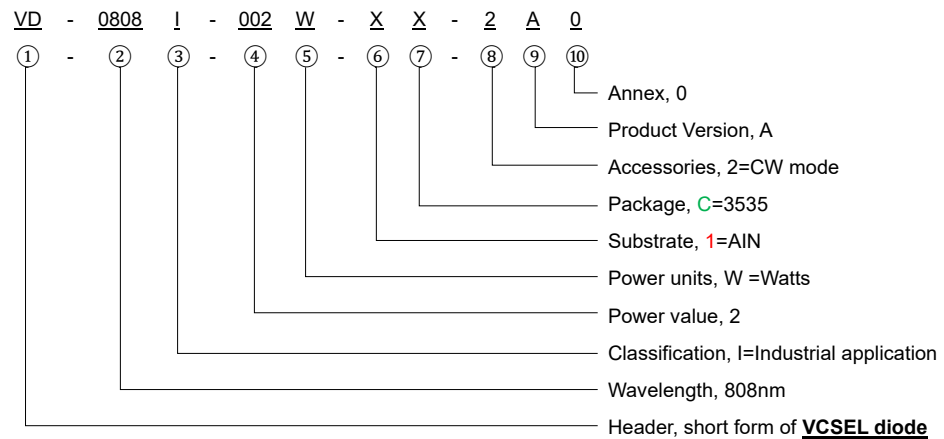 VD - 0808 I - 002 W - X X - 2 A 0
① - ② ③ - ④ ⑤ - ⑥ ⑦ - ⑧ ⑨ ⑩
Annex, 0
Product Version, A
Accessories, 2=CW mode
Package, C=3535
Substrate, 1=AIN
Power units, W =Watts
Power value, 2
Classification, I=Industrial application
Wavelength, 808nm
Header, short form of VCSEL diode